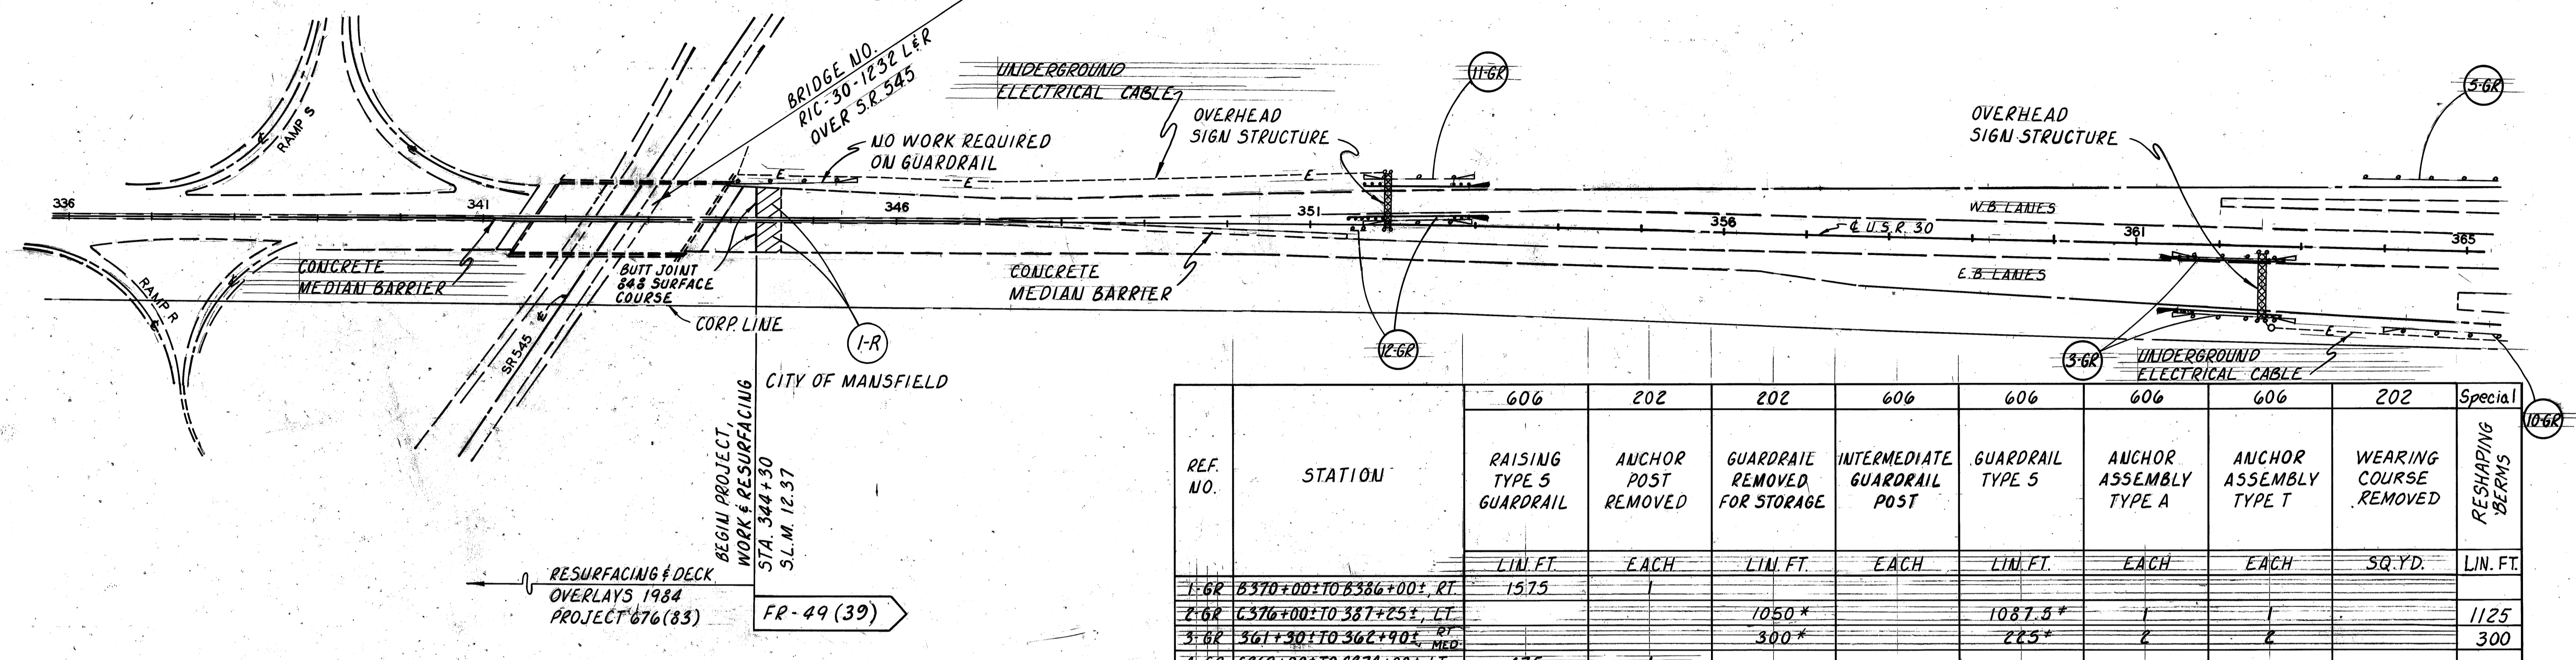 BRIDGE NO.
RIC-30-1232 L&R
OVER S.R. 545
UNDERGROUND
ELECTRICAL CABLE
11-GR
5-GR
OVERHEAD
SIGN STRUCTURE
OVERHEAD
SIGN STRUCTURE
NO WORK REQUIRED
ON GUARDRAIL
RAMP S
E
E
E
336
341
346
351
356
361
365
W.B. LANES
℄ U.S.R. 30
E.B. LANES
CONCRETE
MEDIAN BARRIER
BUTT JOINT
848 SURFACE
COURSE
CONCRETE
MEDIAN BARRIER
RAMP R
CORP. LINE
SR 545
1-R
12-GR
3-GR
E
UNDERGROUND
ELECTRICAL CABLE
10-GR
CITY OF MANSFIELD
BEGIN PROJECT,
WORK & RESURFACING
STA. 344+30
S.L.M. 12.37
RESURFACING & DECK
OVERLAYS 1984
PROJECT 676(83)
FR-49 (39)
606 202 202 606 606 606 606 202 Special
REF. NO. STATION RAISING TYPE 5 GUARDRAIL ANCHOR POST REMOVED GUARDRAIL REMOVED FOR STORAGE INTERMEDIATE GUARDRAIL POST GUARDRAIL TYPE 5 ANCHOR ASSEMBLY TYPE A ANCHOR ASSEMBLY TYPE T WEARING COURSE REMOVED RESHAPING BERMS
LIN. FT. EACH LIN. FT. EACH LIN. FT. EACH EACH SQ. YD. LIN. FT.
1-GR B370+00± TO B386+00±, RT. 1575 1
2-GR C376+00± TO 387+25±, LT. 1050* 1087.5* 1 1 1125
3-GR 361+30± TO 362+90±, RT MED 300* 225* 2 2 300